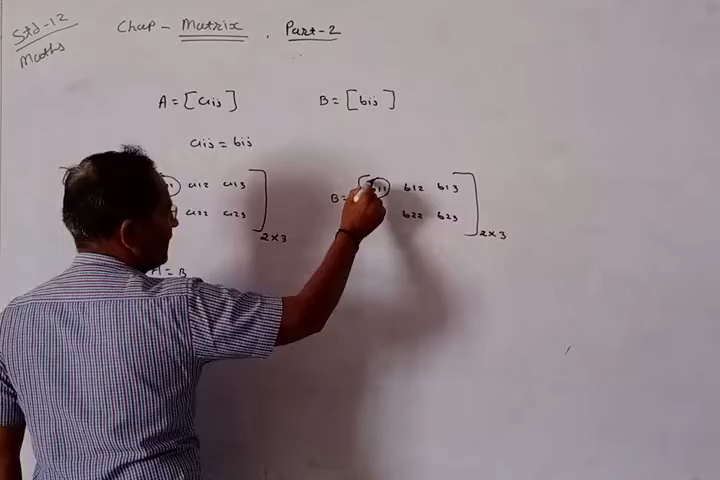 Std-12 Chap - Matrix . Part-2
Maths
A = [aij] B = [bij]
aij = bij
a12 a13 B = b11 b12 b13
a22 a23 b22 b23
2×3 2×3
A = B